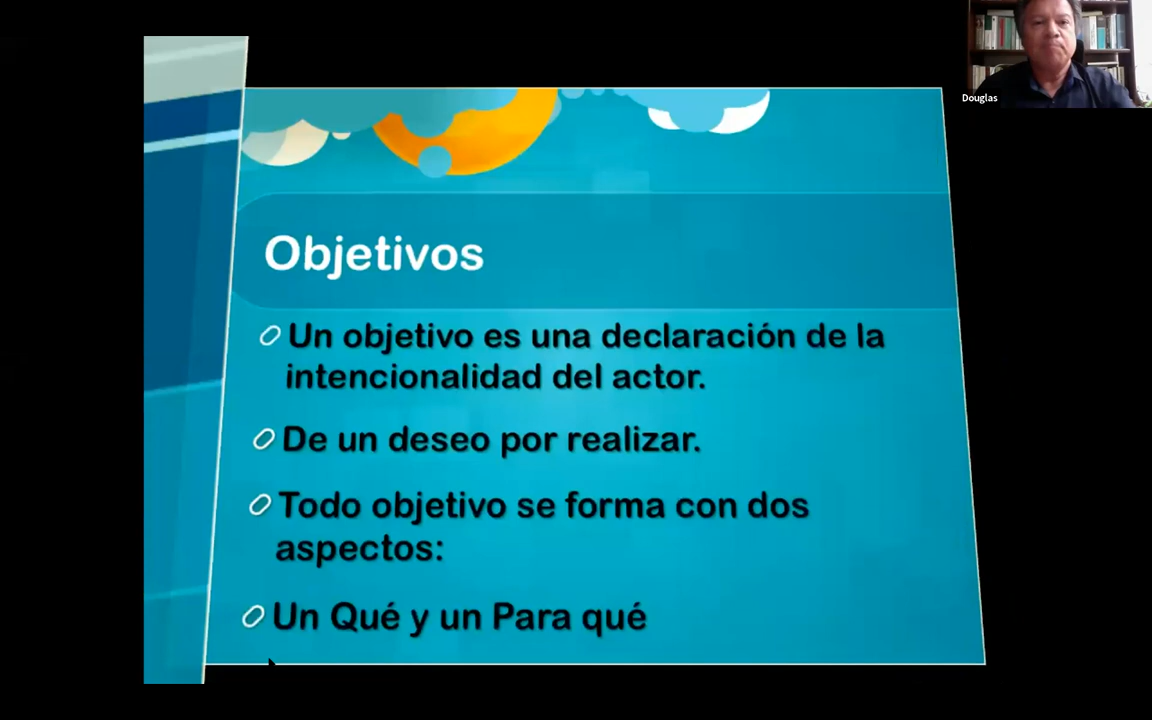 Douglas
Objetivos
Un objetivo es una declaración de la
intencionalidad del actor.
De un deseo por realizar.
Todo objetivo se forma con dos
aspectos:
Un Qué y un Para qué